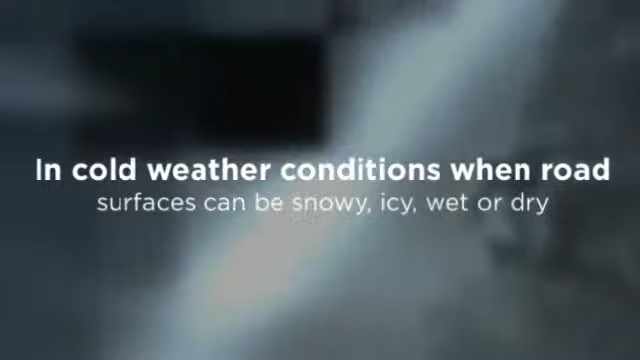 In cold weather conditions when road
surfaces can be snowy, icy, wet or dry